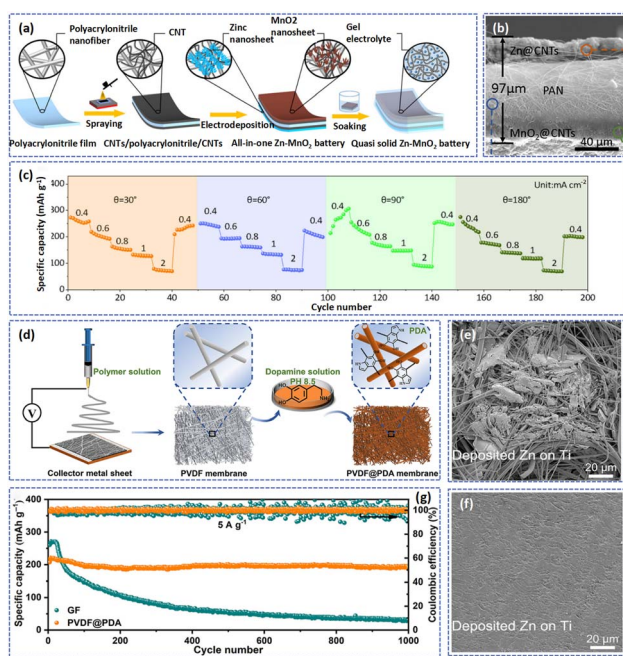 (a)
Polyacrylonitrile
nanofiber
CNT
Zinc
nanosheet
MnO2
nanosheet
Gel
electrolyte
Spraying
Electrodeposition
Soaking
Polyacrylonitrile film
CNTs/polyacrylonitrile/CNTs
All-in-one Zn-MnO₂ battery
Quasi solid Zn-MnO₂ battery
(b)
Zn@CNTs
97μm
PAN
MnO₂@CNTs
40 μm
(c)
Unit:mA cm⁻²
θ=30°
θ=60°
θ=90°
θ=180°
0.4 0.6 0.8 1 2 0.4
0.4 0.6 0.8 1 2 0.4
0.4 0.6 0.8 1 2 0.4
0.4 0.6 0.8 1 2 0.4
Specific capacity (mAh g⁻¹)
400
300
200
100
0
0 20 40 60 80 100 120 140 160 180 200
Cycle number
(d)
Polymer solution
V
Collector metal sheet
PVDF membrane
Dopamine solution
PH 8.5
HO
HO
PDA
PVDF@PDA membrane
(e)
Deposited Zn on Ti
20 μm
(f)
Deposited Zn on Ti
20 μm
(g)
Specific capacity (mAh g⁻¹)
400
300
200
100
0
5 A g⁻¹
GF
PVDF@PDA
100
80
60
40
20
0
Coulombic efficiency (%)
0 200 400 600 800 1000
Cycle number